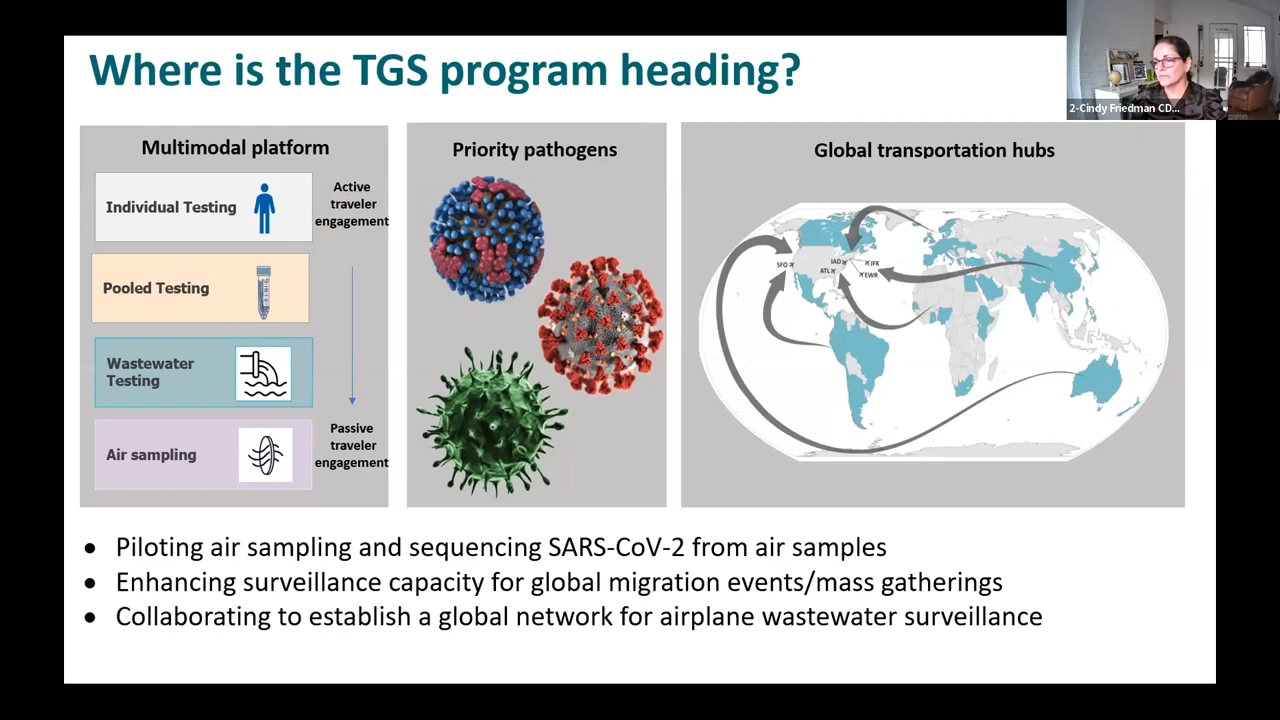 Where is the TGS program heading?
2-Cindy Friedman CD...
Multimodal platform
Individual Testing
Pooled Testing
Wastewater
Testing
Air sampling
Active
traveler
engagement
Passive
traveler
engagement
Priority pathogens
Global transportation hubs
SFO
IAD
JFK
ATL
EWR
• Piloting air sampling and sequencing SARS-CoV-2 from air samples
• Enhancing surveillance capacity for global migration events/mass gatherings
• Collaborating to establish a global network for airplane wastewater surveillance